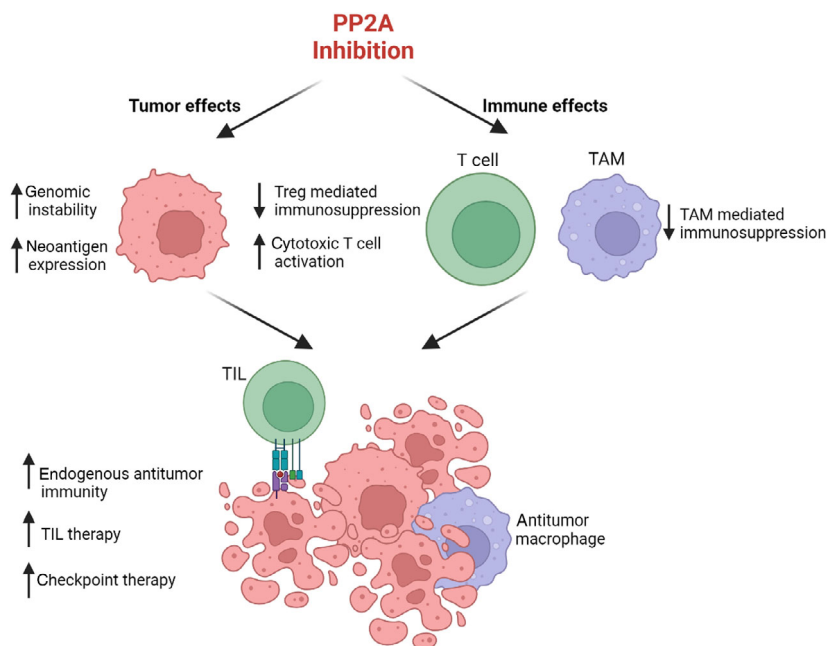 PP2A
Inhibition
Tumor effects
Immune effects
Genomic
instability
Neoantigen
expression
Treg mediated
immunosuppression
Cytotoxic T cell
activation
T cell
TAM
TAM mediated
immunosuppression
TIL
Endogenous antitumor
immunity
TIL therapy
Checkpoint therapy
Antitumor
macrophage